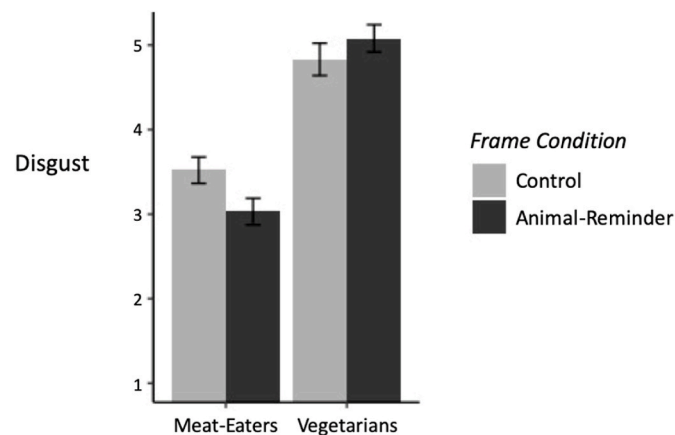 5
4
3
2
1
Disgust
Meat-Eaters
Vegetarians
Frame Condition
Control
Animal-Reminder